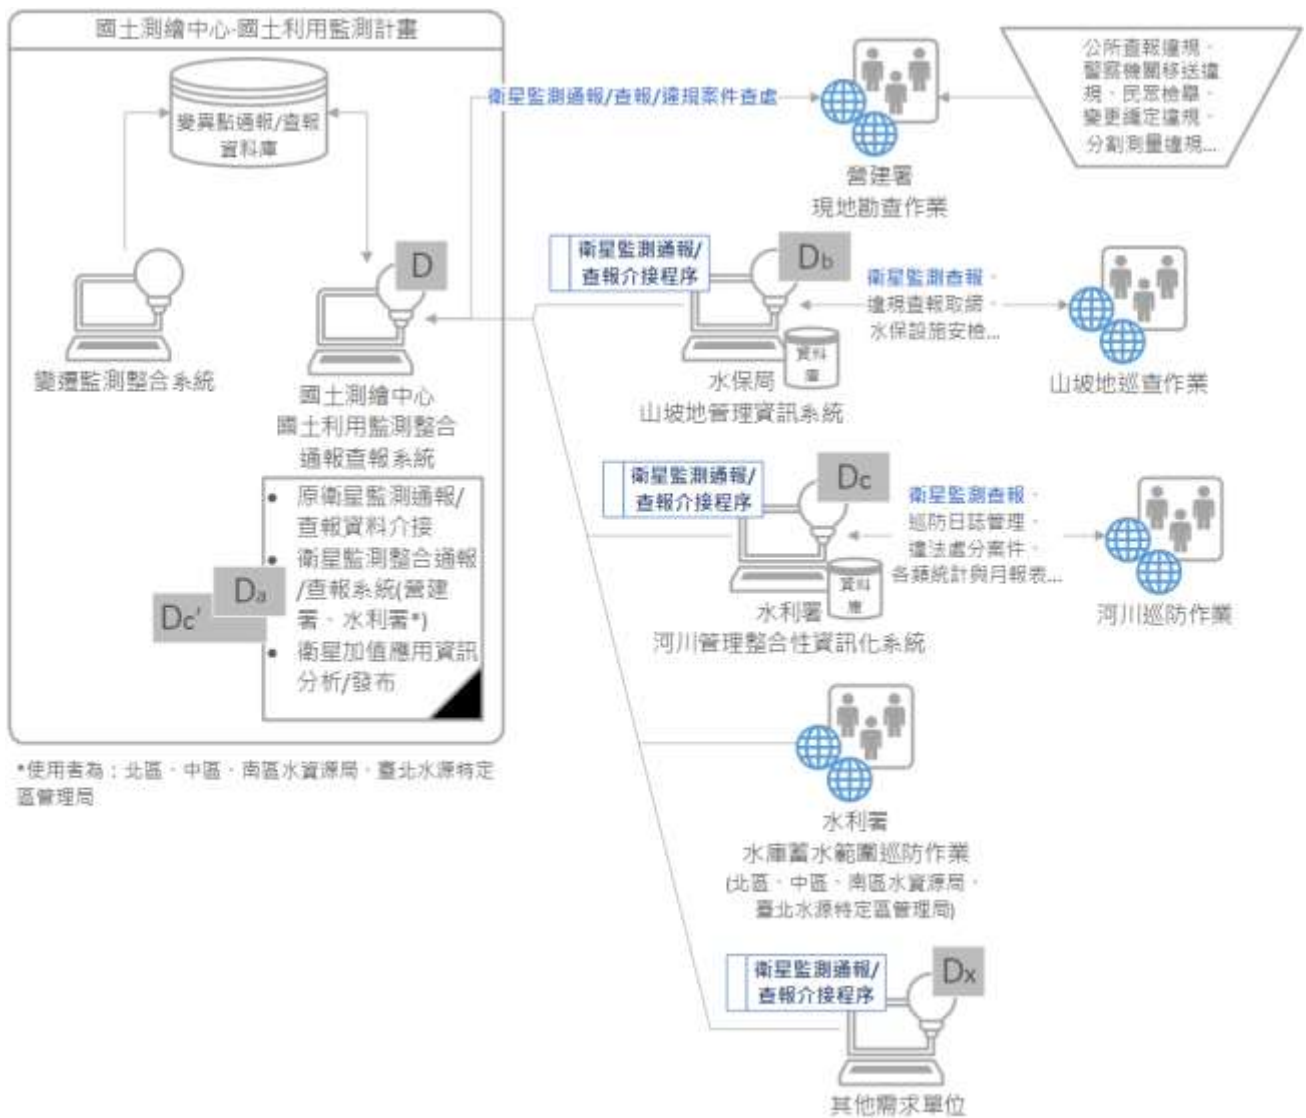 國土測繪中心-國土利用監測計畫
變異點通報/查報
資料庫
變遷監測整合系統
D
國土測繪中心
國土利用監測整合
通報查報系統
• 原衛星監測通報/
查報資料介接
• 衛星監測整合通報
/查報系統(營建
署、水利署*)
• 衛星加值應用資訊
分析/發布
Da
Dc'
*使用者為：北區、中區、南區水資源局、臺北水源特定
區管理局
衛星監測通報/查報/違規案件查處
營建署
現地勘查作業
公所查報違規、
警察機關移送違
規、民眾檢舉、
變更編定違規、
分割測量違規...
衛星監測通報/
查報介接程序
Db
資料
庫
水保局
山坡地管理資訊系統
衛星監測查報、
違規查報取締、
水保設施安檢...
山坡地巡查作業
衛星監測通報/
查報介接程序
Dc
資料
庫
水利署
河川管理整合性資訊化系統
衛星監測查報、
巡防日誌管理、
違法處分案件、
各類統計與月報表...
河川巡防作業
水利署
水庫蓄水範圍巡防作業
(北區、中區、南區水資源局、
臺北水源特定區管理局)
衛星監測通報/
查報介接程序
Dx
其他需求單位